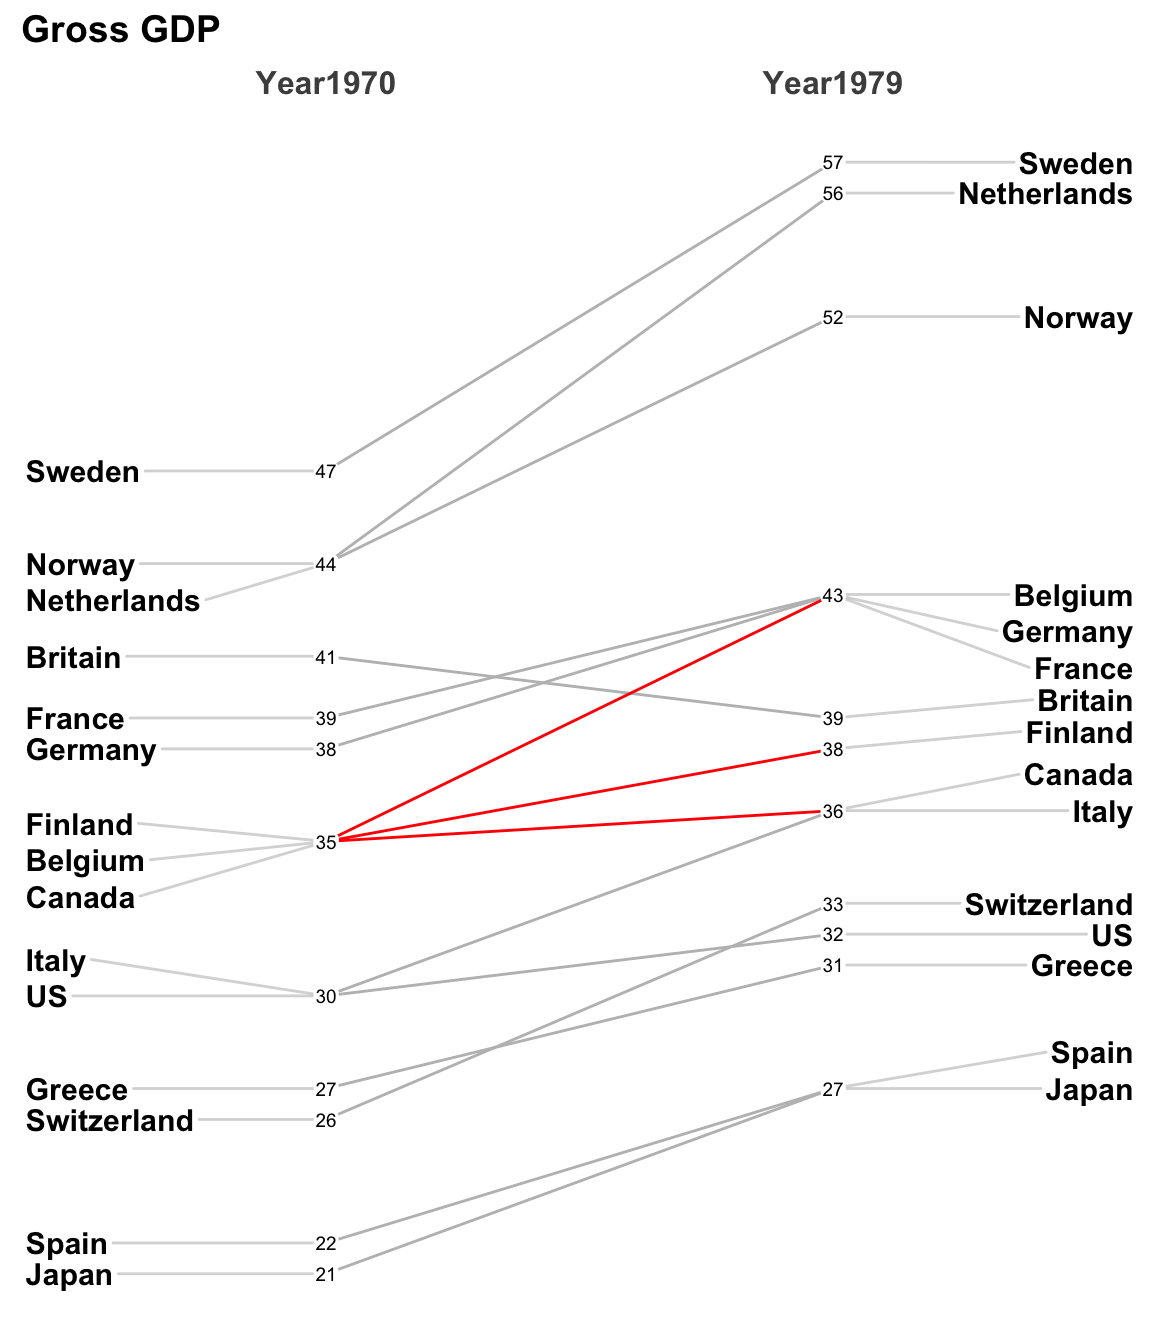 Gross GDP
Year1970 Year1979
57 Sweden
56 Netherlands
52 Norway
Sweden 47
Norway 44
43 Belgium
Netherlands
Germany
Britain 41
France
39 Britain
France 39
38 Finland
Germany 38
Canada
36 Italy
Finland
35
Belgium
Canada
33 Switzerland
32 US
Italy
31 Greece
US 30
Spain
Greece 27
27 Japan
Switzerland 26
Spain 22
Japan 21